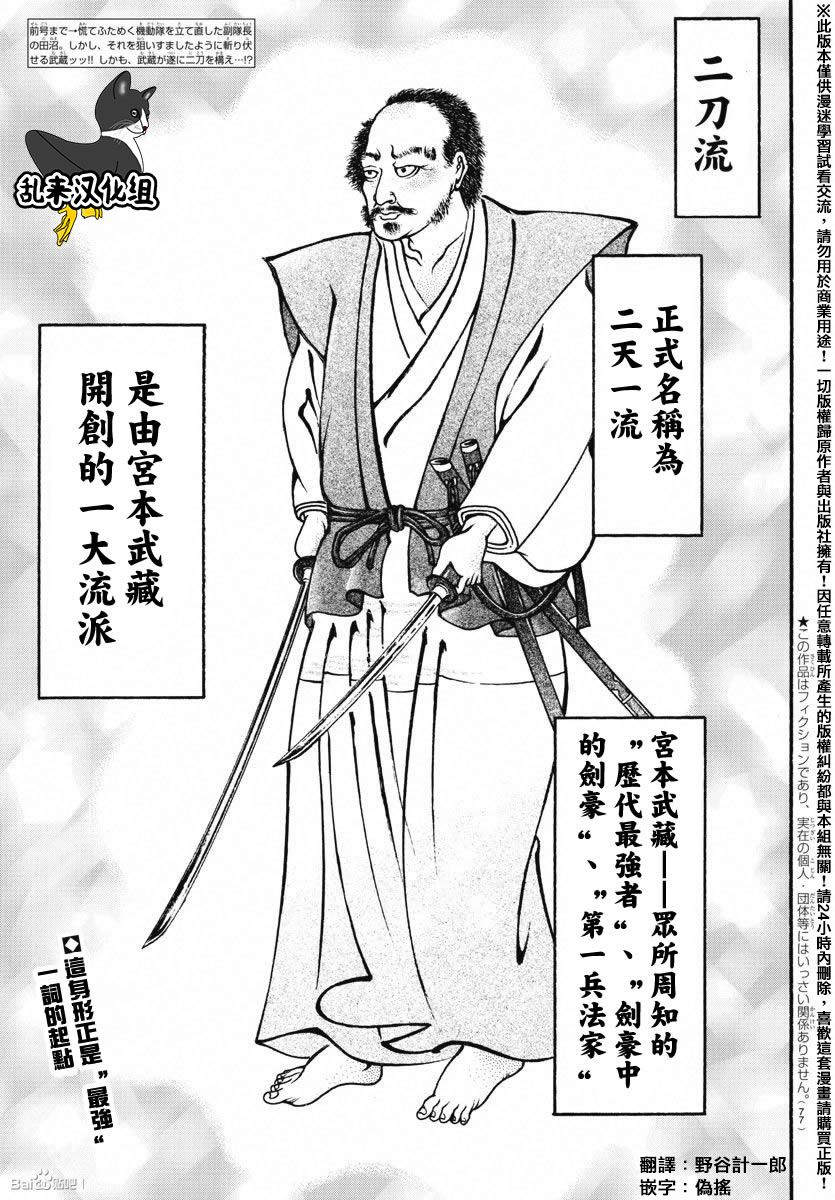 ※此版本僅供漫迷學習試看交流，請勿用於商業用途！一切版權歸原作者與出版社擁有！因任意轉載所產生的版權糾紛都與本組無關！請24小時內刪除，喜歡這套漫畫請購買正版！
★この作品はフィクションであり、実在の個人・団体等にはいっさい関係ありません。(77)
前号まで→慌てふためく機動隊を立て直した副隊長
の田沼。しかし、それを狙いすましたように斬り伏
せる武蔵ッッ!! しかも、武蔵が遂に二刀を構え…!?
乱来汉化组
二刀流
正式名稱為
二天一流
是由宮本武藏
開創的一大流派
宮本武藏——眾所周知的
”歷代最強者“、”劍豪中
的劍豪“、”第一兵法家“
◆這身形正是”最強“
一詞的起點
翻譯：野谷計一郎
嵌字：偽搖
Bai貼吧！